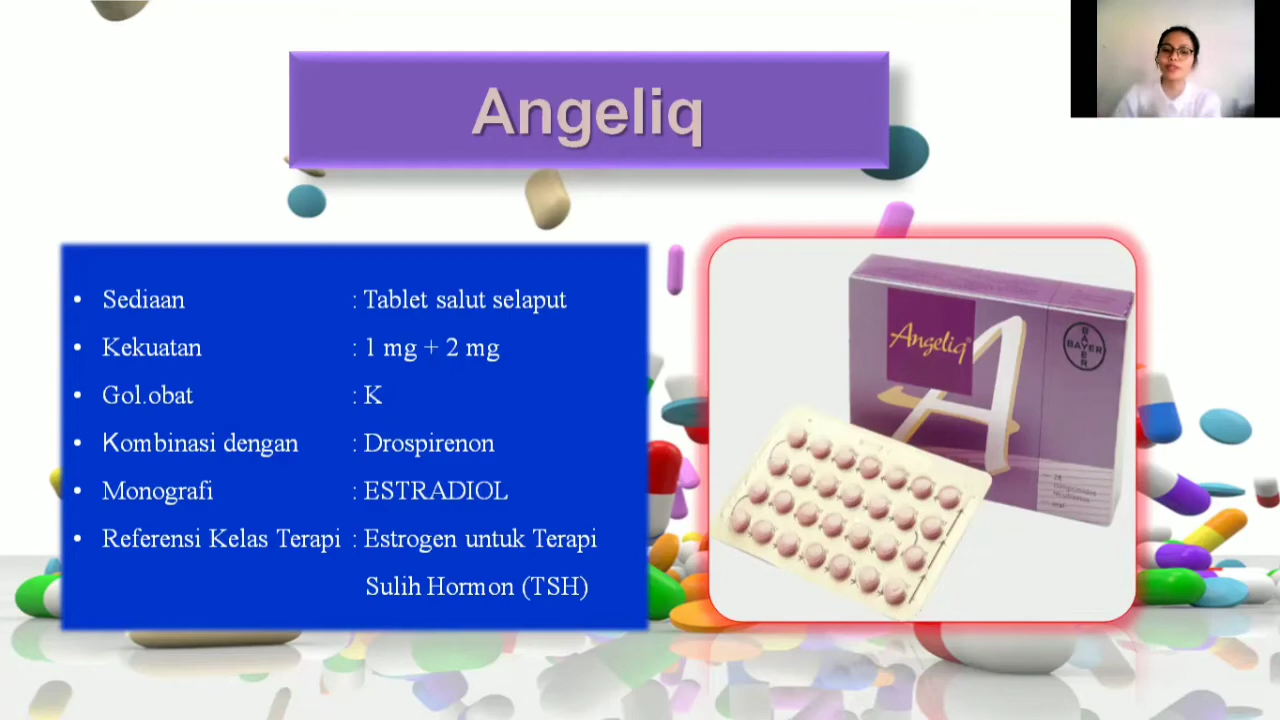 Angeliq
• Sediaan : Tablet salut selaput
• Kekuatan : 1 mg + 2 mg
• Gol.obat : K
• Kombinasi dengan : Drospirenon
• Monografi : ESTRADIOL
• Referensi Kelas Terapi : Estrogen untuk Terapi
Sulih Hormon (TSH)
Angeliq
A
BAYER
BAYER